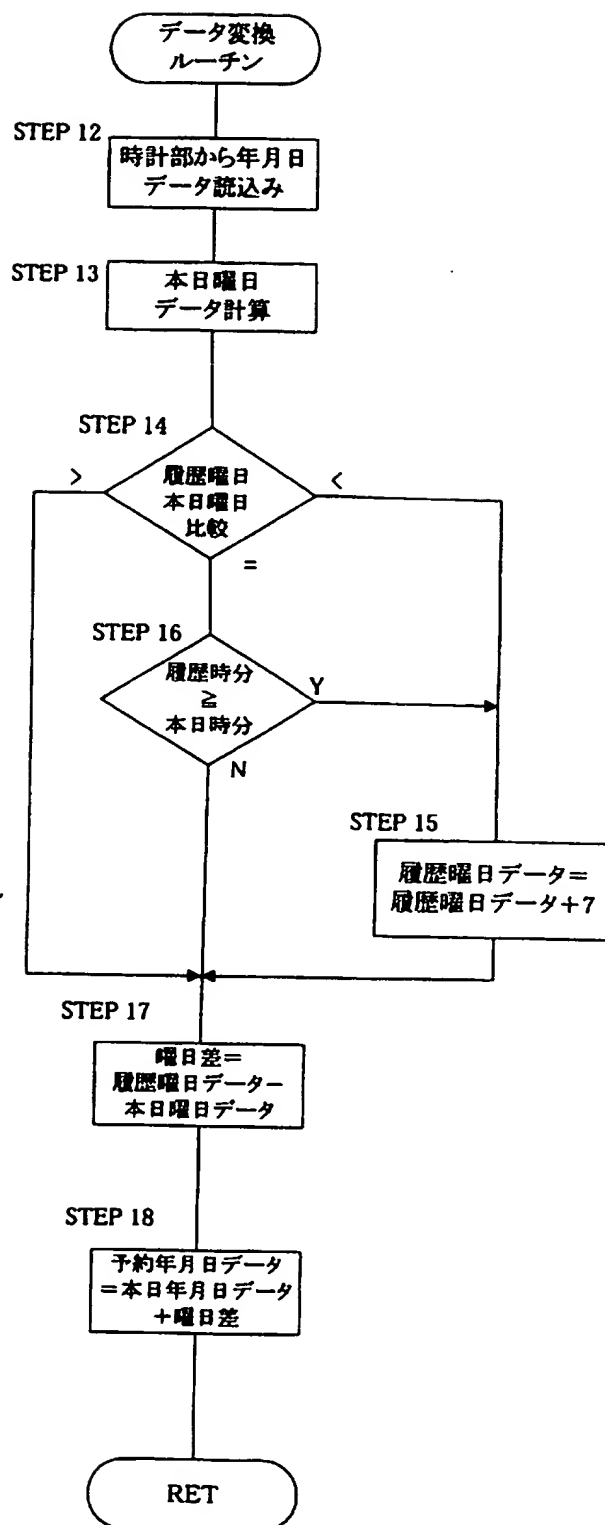 データ変換
ルーチン
STEP 12
時計部から年月日
データ読込み
STEP 13
本日曜日
データ計算
STEP 14
>
履歴曜日
本日曜日
比較
<
=
STEP 16
履歴時分
≧
本日時分
Y
N
STEP 15
履歴曜日データ=
履歴曜日データ+7
STEP 17
曜日差=
履歴曜日データ−
本日曜日データ
STEP 18
予約年月日データ
=本日年月日データ
+曜日差
RET